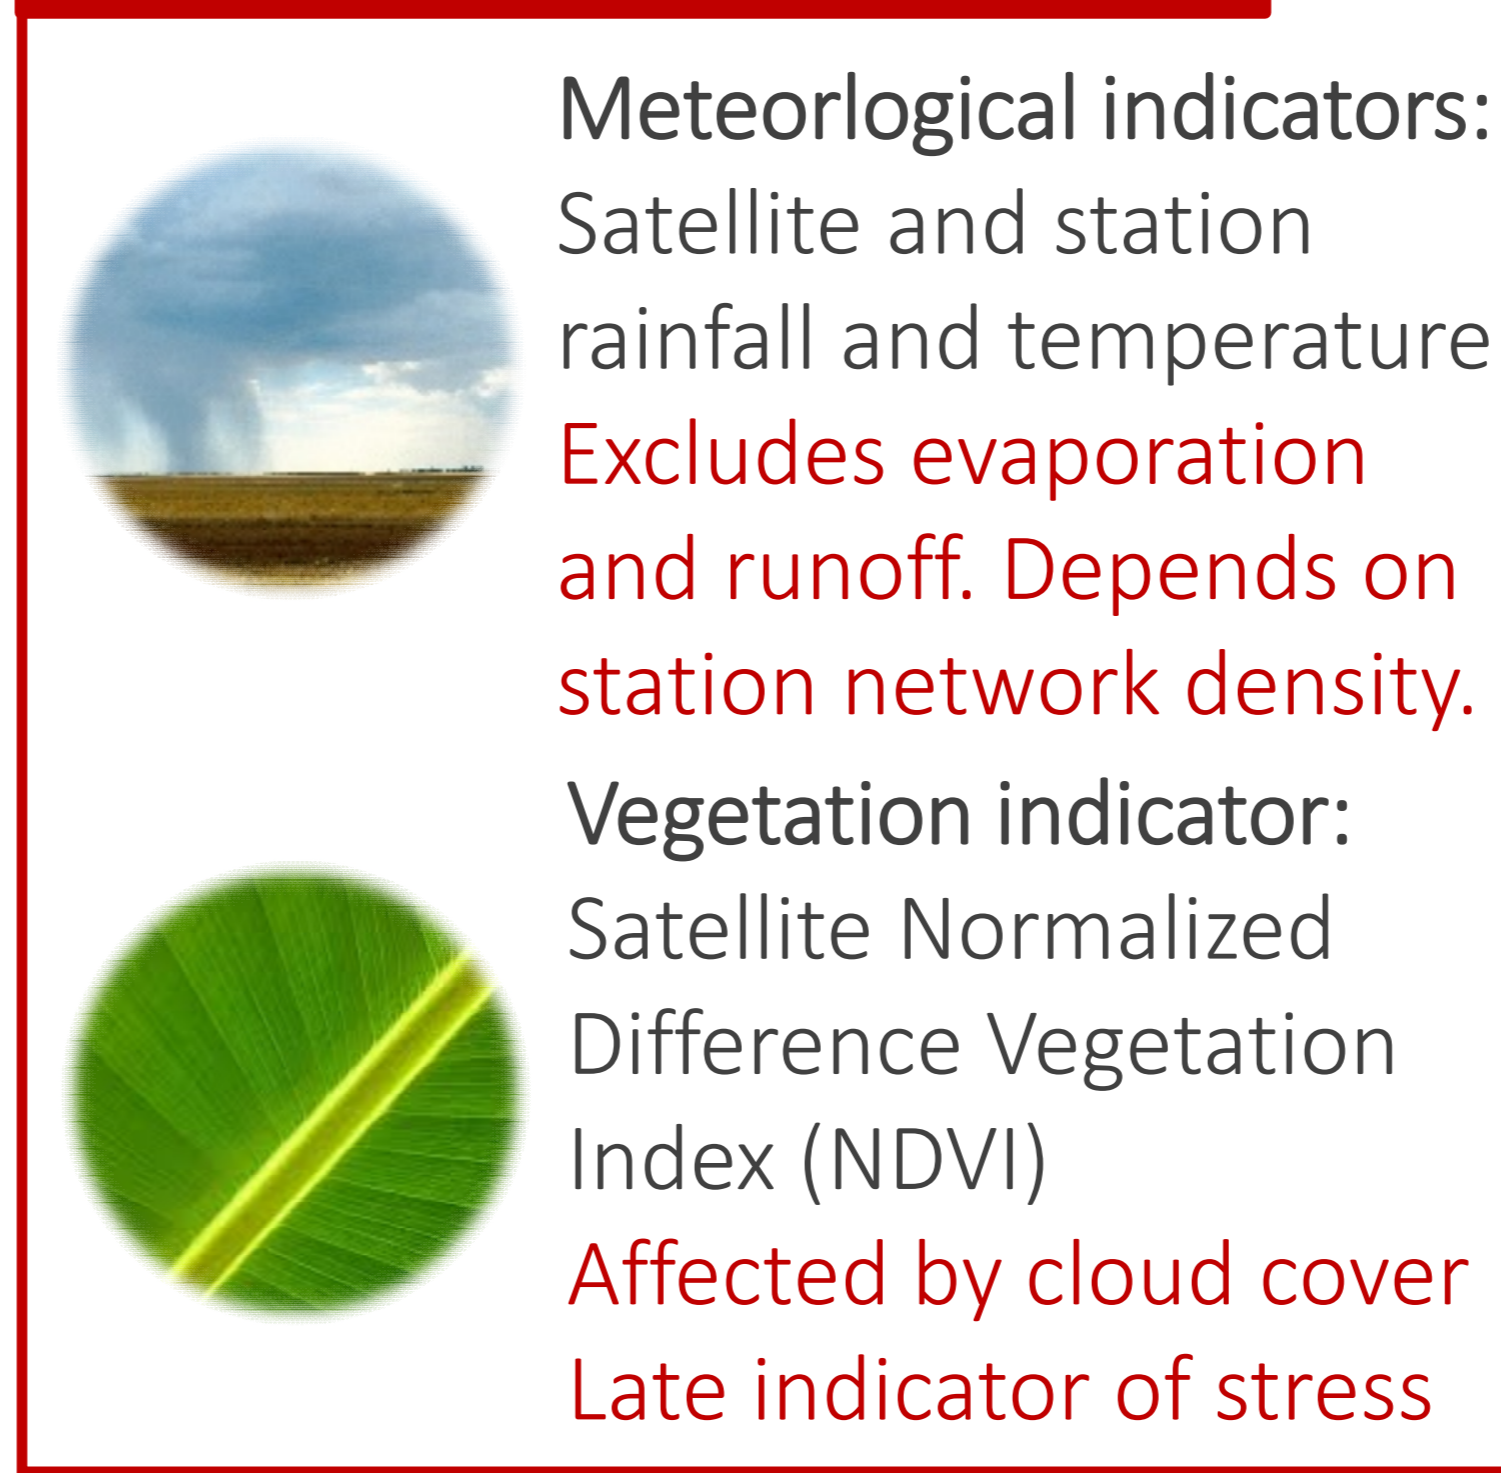 Meteorlogical indicators:
Satellite and station
rainfall and temperature
Excludes evaporation
and runoff. Depends on
station network density.
Vegetation indicator:
Satellite Normalized
Difference Vegetation
Index (NDVI)
Affected by cloud cover
Late indicator of stress